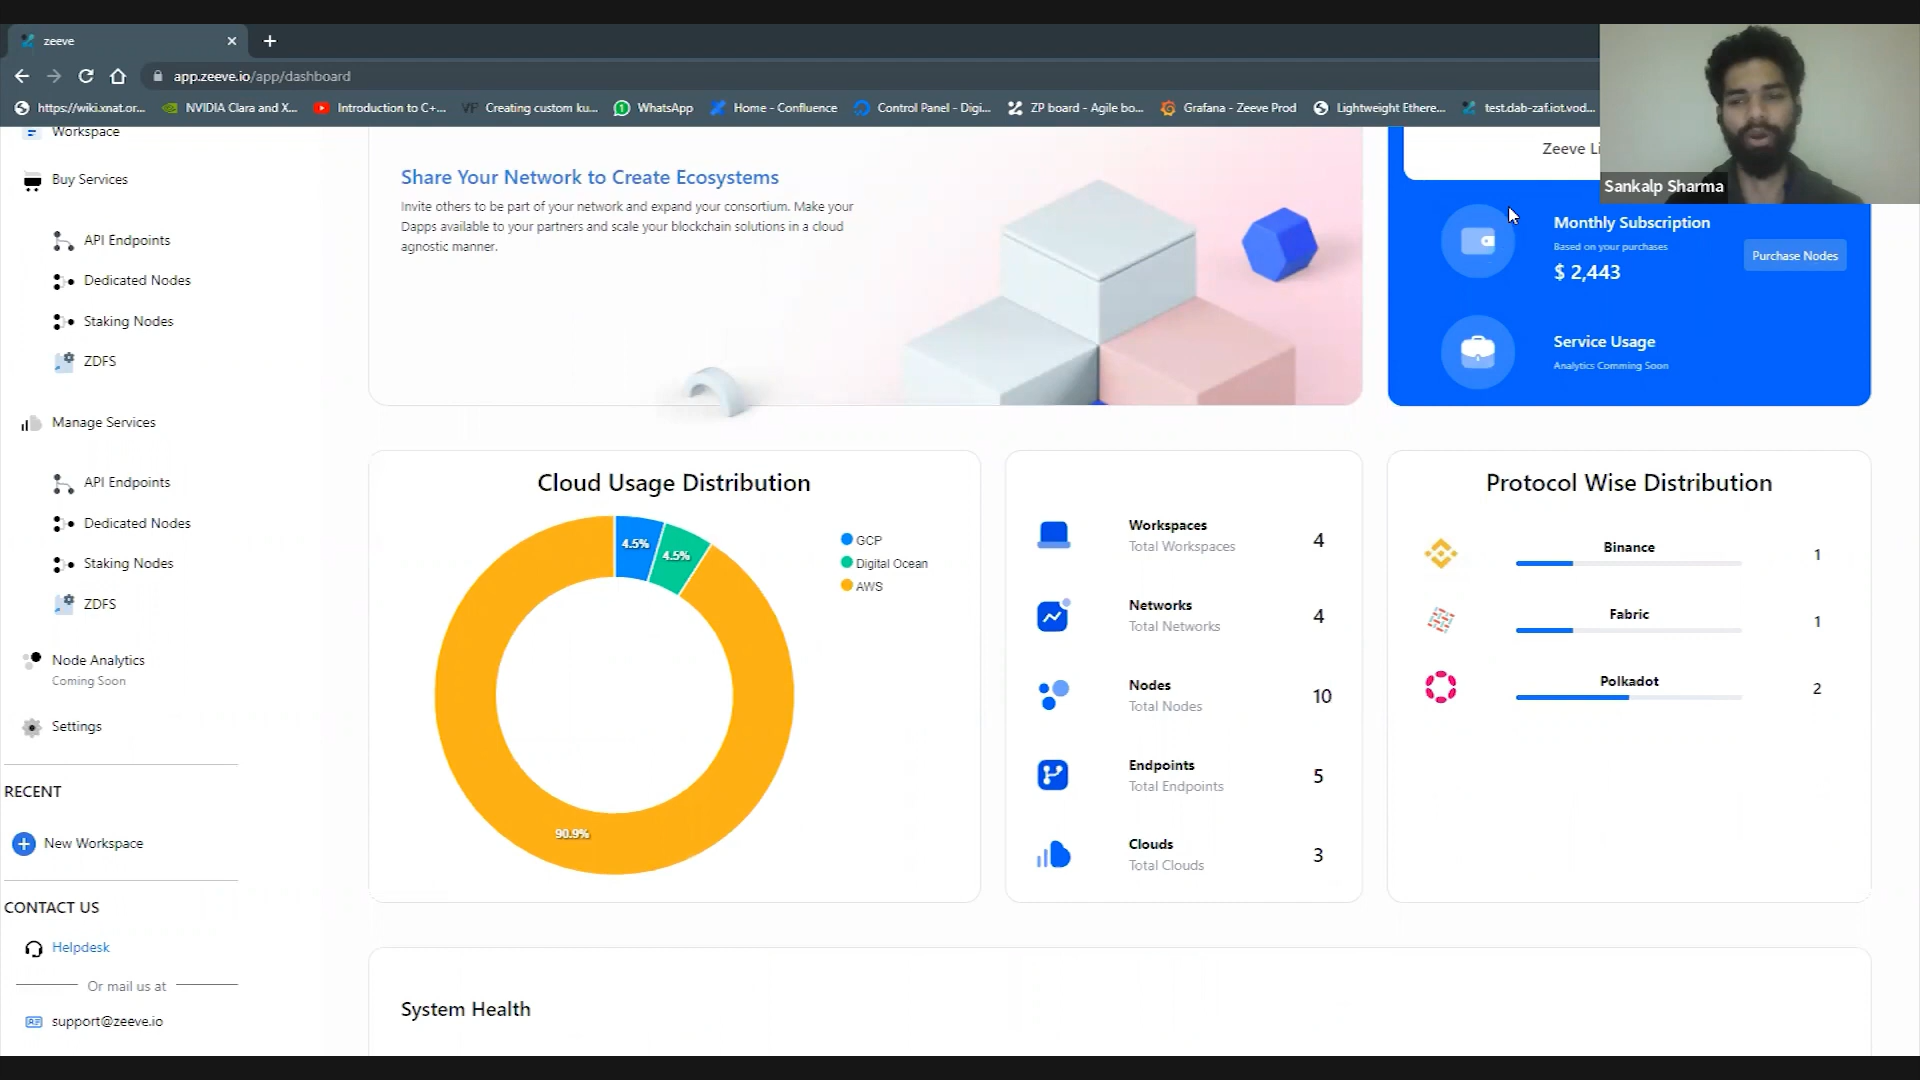 zeeve
app.zeeve.io/app/dashboard
https://wiki.xnat.or...
NVIDIA Clara and X...
Introduction to C+...
Creating custom ku...
WhatsApp
Home - Confluence
Control Panel - Digi...
ZP board - Agile bo...
Grafana - Zeeve Prod
Lightweight Ethere...
test.dab-zaf.iot.vod...
Sankalp Sharma
Workspace
Buy Services
API Endpoints
Dedicated Nodes
Staking Nodes
ZDFS
Manage Services
API Endpoints
Dedicated Nodes
Staking Nodes
ZDFS
Node Analytics
Coming Soon
Settings
RECENT
New Workspace
CONTACT US
Helpdesk
Or mail us at
support@zeeve.io
Share Your Network to Create Ecosystems
Invite others to be part of your network and expand your consortium. Make your
Dapps available to your partners and scale your blockchain solutions in a cloud
agnostic manner.
Zeeve Li
Monthly Subscription
Based on your purchases
$ 2,443
Purchase Nodes
Service Usage
Analytics Comming Soon
Cloud Usage Distribution
4.5%
4.5%
90.9%
GCP
Digital Ocean
AWS
Workspaces
Total Workspaces
4
Networks
Total Networks
4
Nodes
Total Nodes
10
Endpoints
Total Endpoints
5
Clouds
Total Clouds
3
Protocol Wise Distribution
Binance
1
Fabric
1
Polkadot
2
System Health